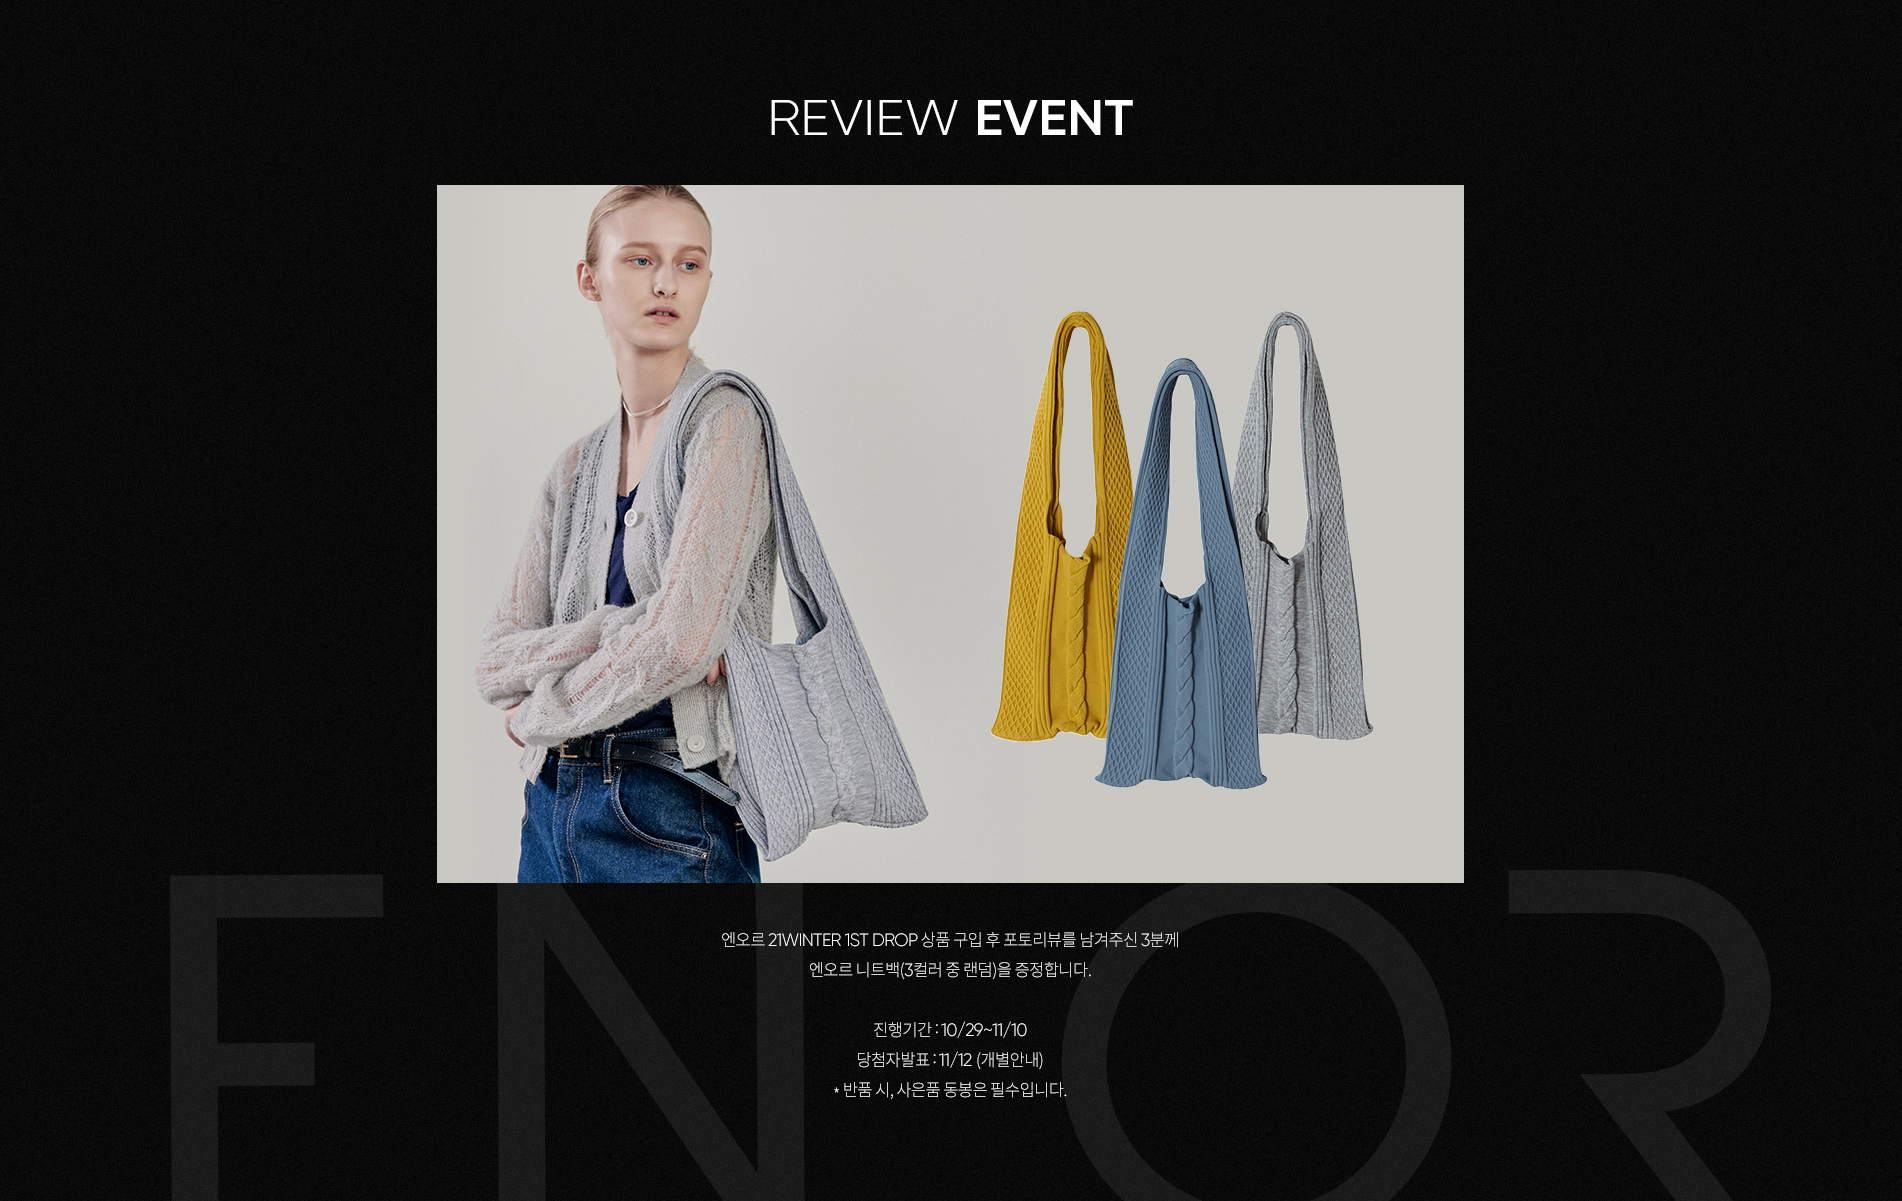 REVIEW EVENT
엔오르 21WINTER 1ST DROP 상품 구입 후 포토리뷰를 남겨주신 3분께
엔오르 니트백(3컬러 중 랜덤)을 증정합니다.
진행기간 : 10/29~11/10
당첨자발표 : 11/12 (개별안내)
* 반품 시, 사은품 동봉은 필수입니다.
ENOR